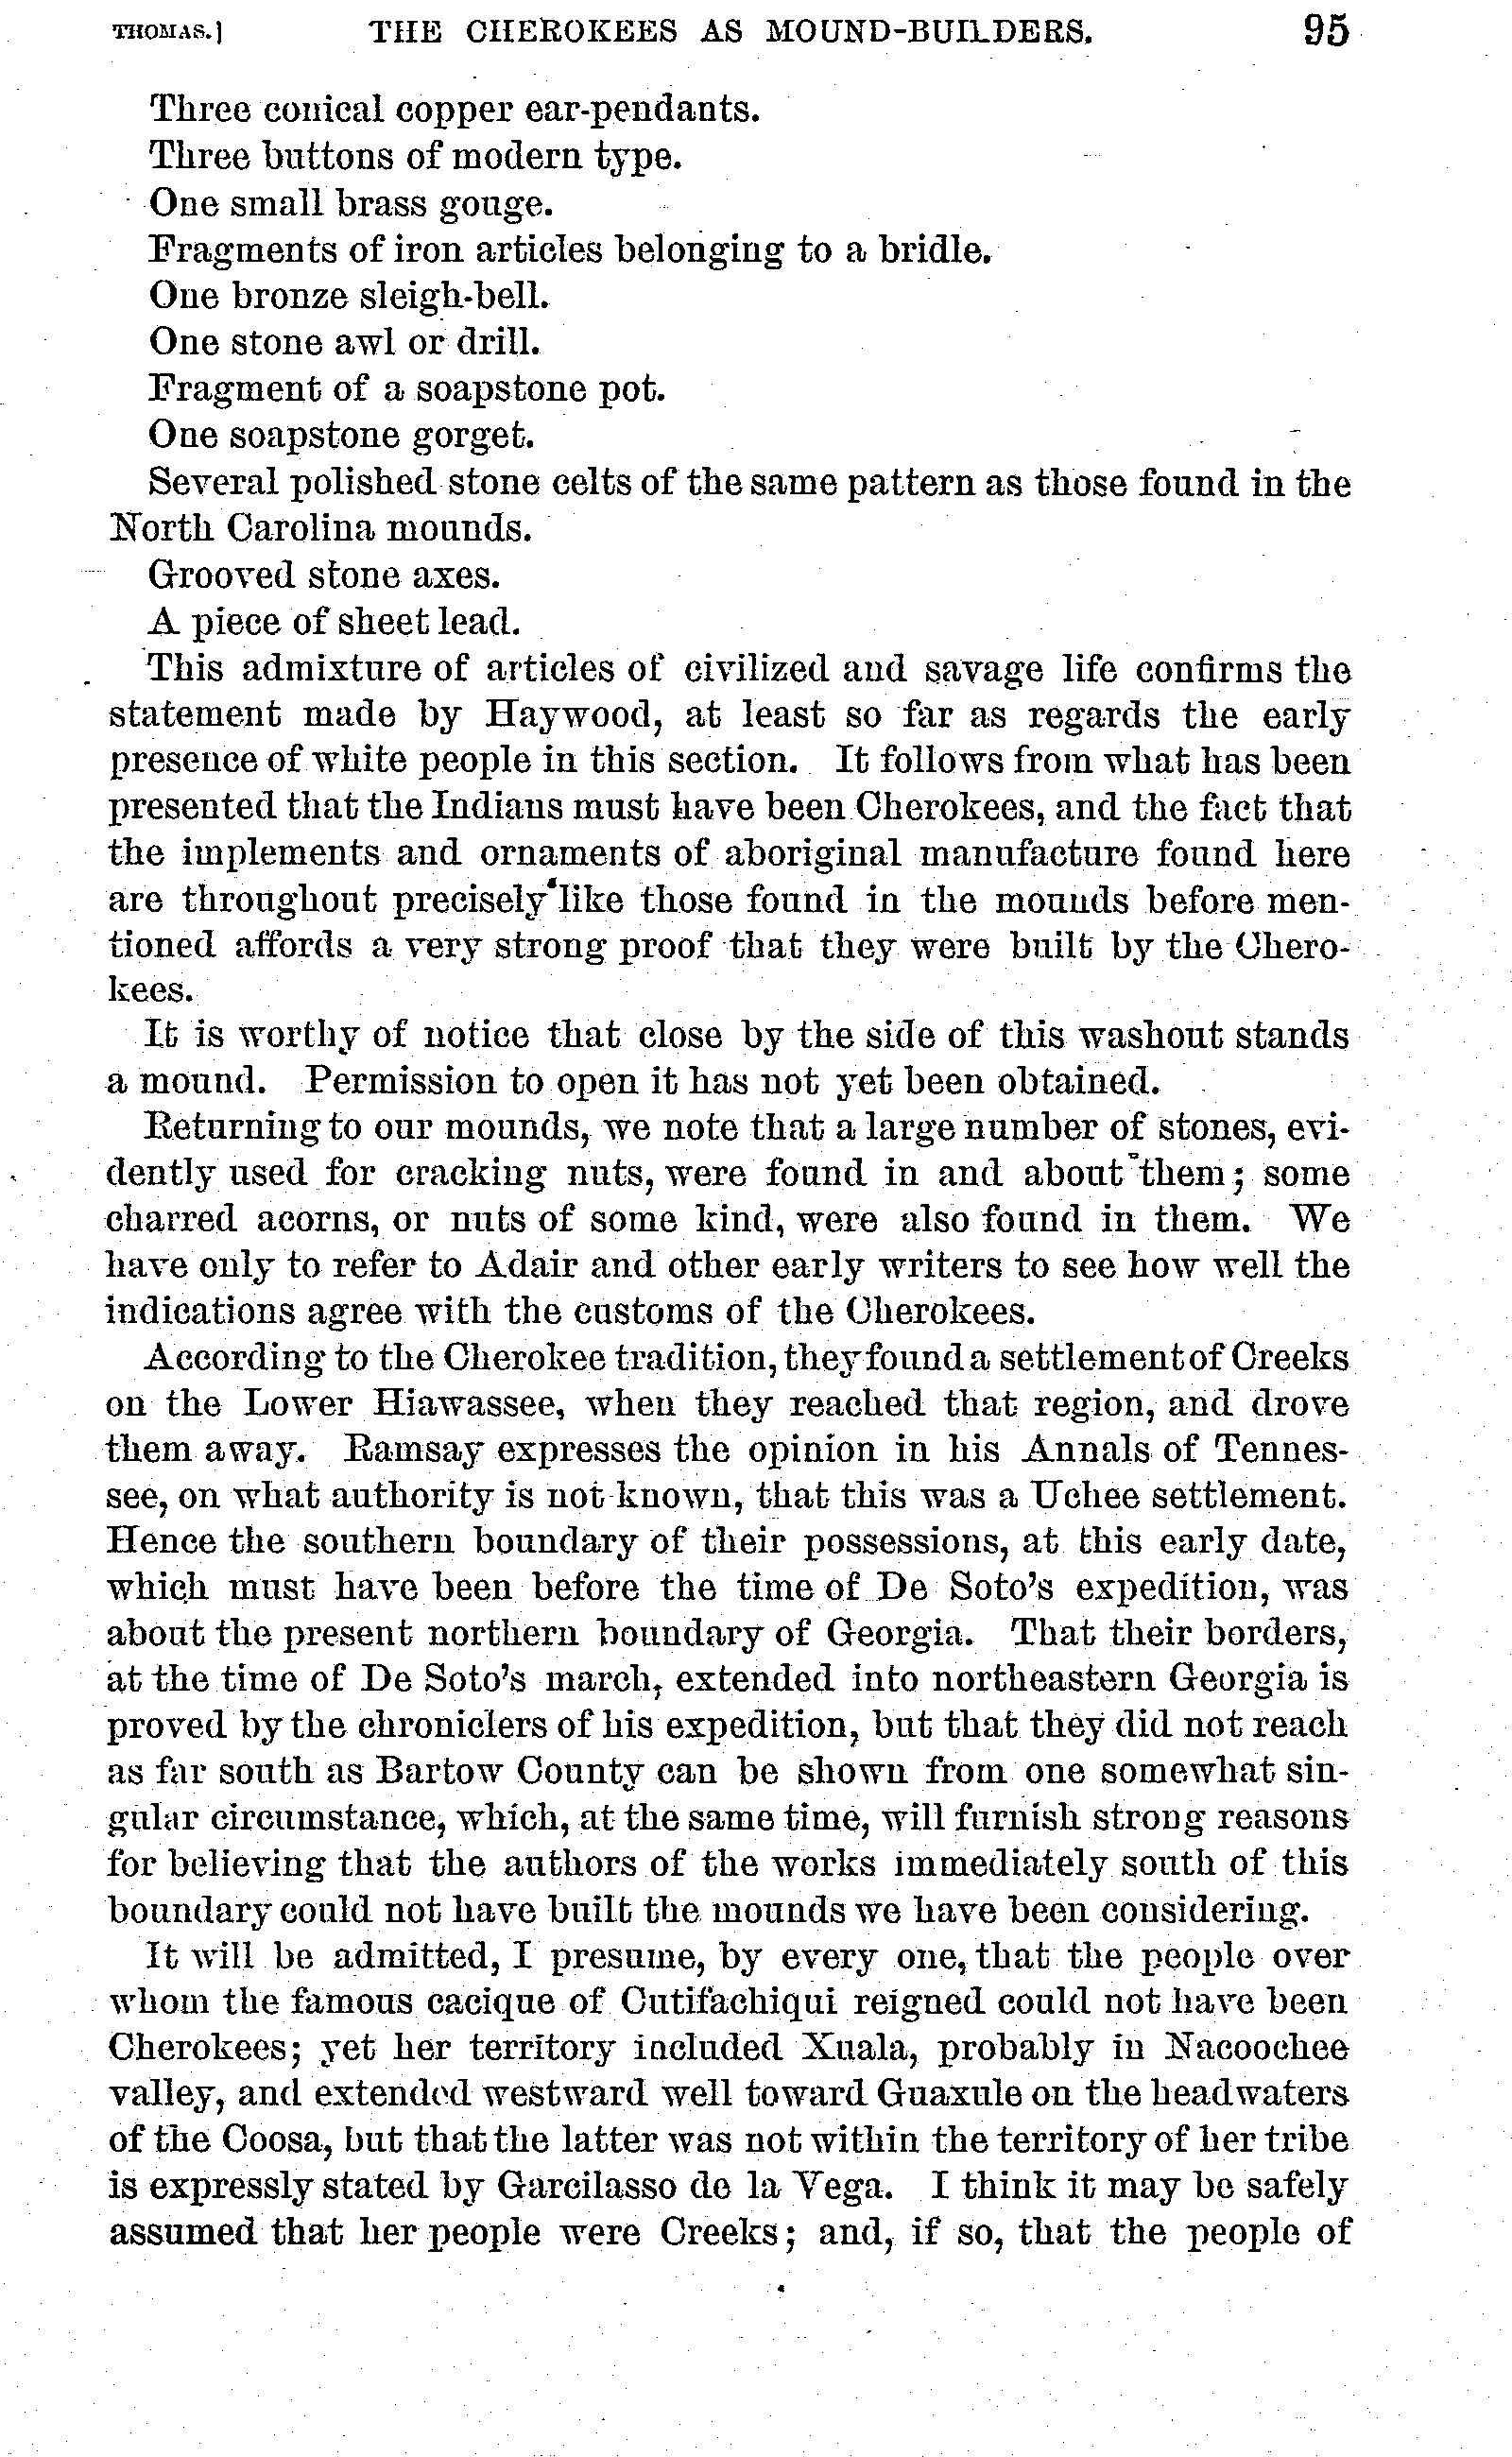 THOMAS.] THE CHEROKEES AS MOUND-BUILDERS. 95
Three conical copper ear-pendants.
Three buttons of modern type.
One small brass gouge.
Fragments of iron articles belonging to a bridle.
One bronze sleigh-bell.
One stone awl or drill.
Fragment of a soapstone pot.
One soapstone gorget.
Several polished stone celts of the same pattern as those found in the
North Carolina mounds.
Grooved stone axes.
A piece of sheet lead.
This admixture of articles of civilized and savage life confirms the
statement made by Haywood, at least so far as regards the early
presence of white people in this section. It follows from what has been
presented that the Indians must have been Cherokees, and the fact that
the implements and ornaments of aboriginal manufacture found here
are throughout precisely like those found in the mounds before men-
tioned affords a very strong proof that they were built by the Chero-
kees.
It is worthy of notice that close by the side of this washout stands
a mound. Permission to open it has not yet been obtained.
Returning to our mounds, we note that a large number of stones, evi-
dently used for cracking nuts, were found in and about them; some
charred acorns, or nuts of some kind, were also found in them. We
have only to refer to Adair and other early writers to see how well the
indications agree with the customs of the Cherokees.
According to the Cherokee tradition, they found a settlement of Creeks
on the Lower Hiawassee, when they reached that region, and drove
them away. Ramsay expresses the opinion in his Annals of Tennes-
see, on what authority is not known, that this was a Uchee settlement.
Hence the southern boundary of their possessions, at this early date,
which must have been before the time of De Soto's expedition, was
about the present northern boundary of Georgia. That their borders,
at the time of De Soto's march, extended into northeastern Georgia is
proved by the chroniclers of his expedition, but that they did not reach
as far south as Bartow County can be shown from one somewhat sin-
gular circumstance, which, at the same time, will furnish strong reasons
for believing that the authors of the works immediately south of this
boundary could not have built the mounds we have been considering.
It will be admitted, I presume, by every one, that the people over
whom the famous cacique of Cutifachiqui reigned could not have been
Cherokees; yet her territory included Xuala, probably in Nacoochee
valley, and extended westward well toward Guaxule on the headwaters
of the Coosa, but that the latter was not within the territory of her tribe
is expressly stated by Garcilasso de la Vega. I think it may be safely
assumed that her people were Creeks; and, if so, that the people of